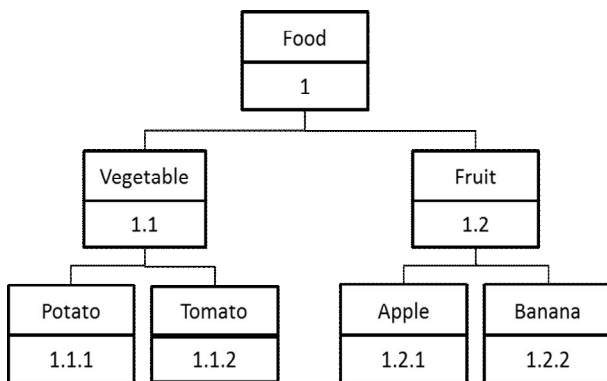 Food
1
Vegetable
Fruit
1.1
1.2
Potato
Tomato
Apple
Banana
1.1.1
1.1.2
1.2.1
1.2.2